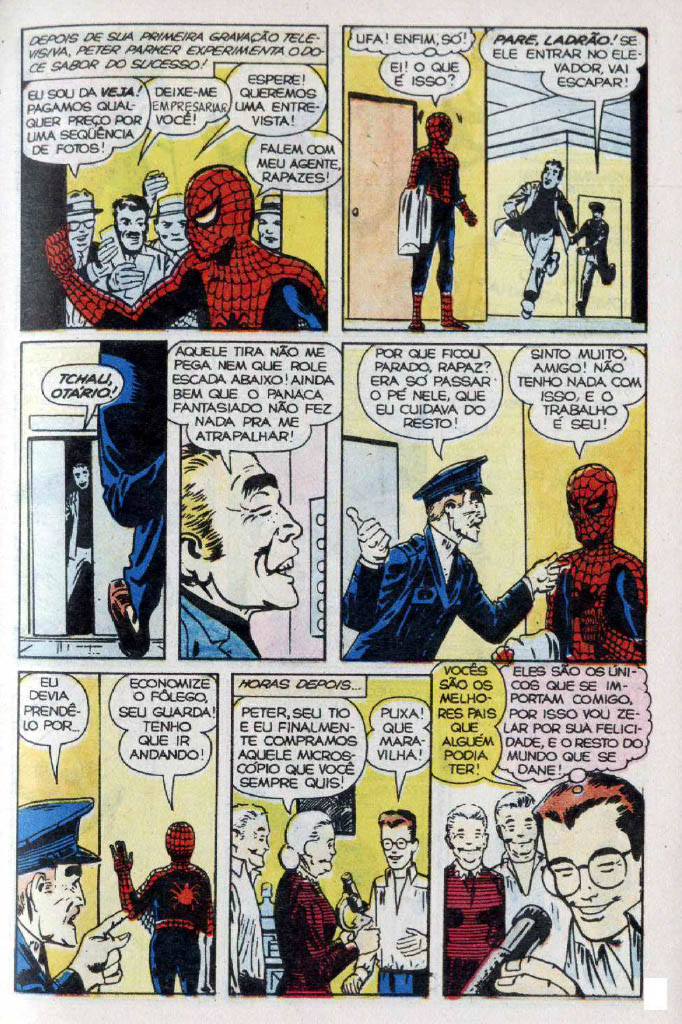 DEPOIS DE SUA PRIMEIRA GRAVAÇÃO TELE-
VISIVA, PETER PARKER EXPERIMENTA O DO-
CE SABOR DO SUCESSO!
EU SOU DA VEJA!
PAGAMOS QUAL-
QUER PREÇO POR
UMA SEQÜÊNCIA
DE FOTOS!
DEIXE-ME
EMPRESARIAR
VOCÊ!
ESPERE!
QUEREMOS
UMA ENTRE-
VISTA!
FALEM COM
MEU AGENTE,
RAPAZES!
UFA! ENFIM, SÓ!
EI! O QUE
É ISSO?
PARE, LADRÃO! SE
ELE ENTRAR NO ELE-
VADOR, VAI
ESCAPAR!
TCHAU,
OTÁRIO!
AQUELE TIRA NÃO ME
PEGA NEM QUE ROLE
ESCADA ABAIXO! AINDA
BEM QUE O PANACA
FANTASIADO NÃO FEZ
NADA PRA ME
ATRAPALHAR!
POR QUE FICOU
PARADO, RAPAZ?
ERA SÓ PASSAR
O PÉ NELE, QUE
EU CUIDAVA DO
RESTO!
SINTO MUITO,
AMIGO! NÃO
TENHO NADA COM
ISSO, E O
TRABALHO
É SEU!
EU
DEVIA
PRENDÊ-
LO POR...
ECONOMIZE
O FÔLEGO,
SEU GUARDA!
TENHO
QUE IR
ANDANDO!
HORAS DEPOIS...
PETER, SEU TIO
E EU FINALMEN-
TE COMPRAMOS
AQUELE MICROS-
CÓPIO QUE VOCÊ
SEMPRE QUIS!
PUXA!
QUE
MARA-
VILHA!
VOCÊS
SÃO OS
MELHO-
RES PAIS
QUE
ALGUÉM
PODIA
TER!
ELES SÃO OS ÚNI-
COS QUE SE IM-
PORTAM COMIGO,
POR ISSO VOU ZE-
LAR POR SUA FELICI-
DADE, E O RESTO DO
MUNDO QUE SE
DANE!